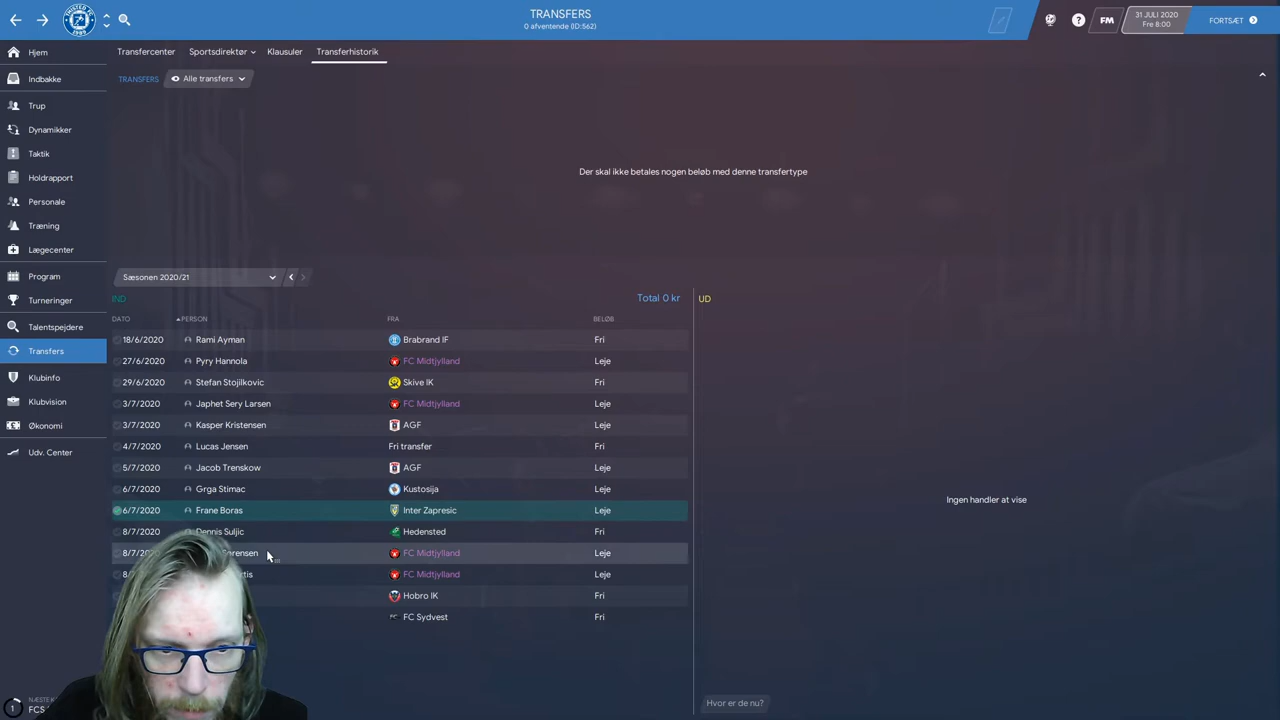 TRANSFERS
0 afventende (ID:562)
FM
31 JULI 2020
Fre 8:00
FORTSÆT
Hjem
Indbakke
Trup
Dynamikker
Taktik
Holdrapport
Personale
Træning
Lægecenter
Program
Turneringer
Talentspejdere
Transfers
Klubinfo
Klubvision
Økonomi
Udv. Center
Transfercenter Sportsdirektør Klausuler Transferhistorik
TRANSFERS Alle transfers
Der skal ikke betales nogen beløb med denne transfertype
Sæsonen 2020/21
IND Total 0 kr
DATO PERSON FRA BELØB
18/6/2020 Rami Ayman Brabrand IF Fri
27/6/2020 Pyry Hannola FC Midtjylland Leje
29/6/2020 Stefan Stojilkovic Skive IK Fri
3/7/2020 Japhet Sery Larsen FC Midtjylland Leje
3/7/2020 Kasper Kristensen AGF Leje
4/7/2020 Lucas Jensen Fri transfer Fri
5/7/2020 Jacob Trenskow AGF Leje
6/7/2020 Grga Stimac Kustosija Leje
6/7/2020 Frane Boras Inter Zapresic Leje
8/7/2020 Dennis Suljic Hedensted Fri
FC Midtjylland Leje
FC Midtjylland Leje
Hobro IK Fri
FC Sydvest Fri
UD
Ingen handler at vise
Hvor er de nu?
1